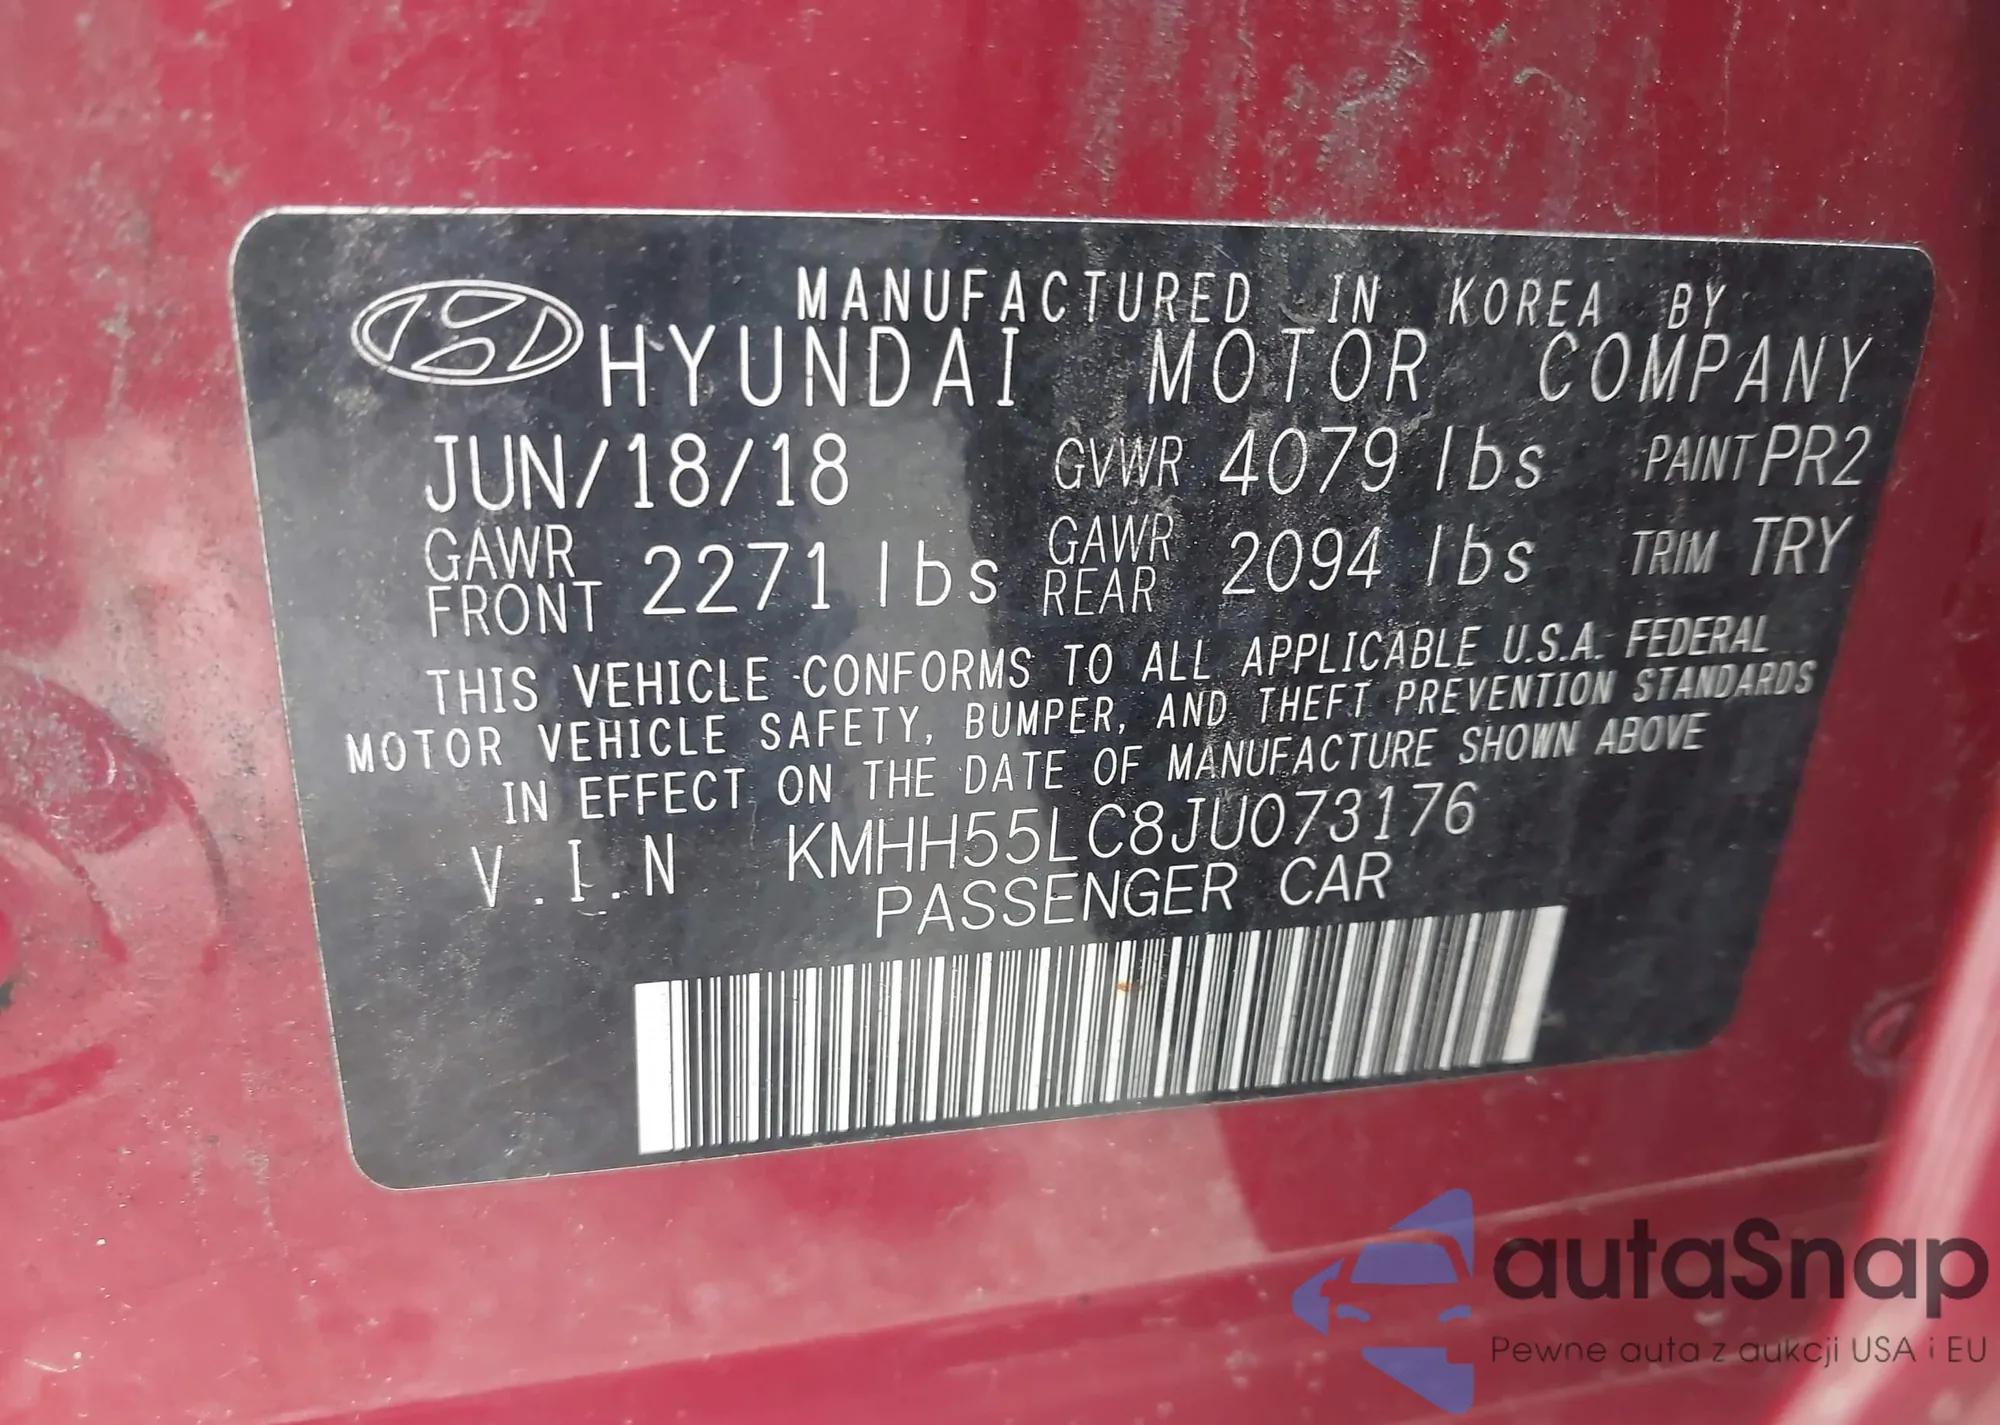 MANUFACTURED IN KOREA BY
HYUNDAI MOTOR COMPANY
JUN/18/18 GVWR 4079 lbs PAINT PR2
GAWR FRONT 2271 lbs GAWR REAR 2094 lbs TRIM TRY
THIS VEHICLE CONFORMS TO ALL APPLICABLE U.S.A. FEDERAL
MOTOR VEHICLE SAFETY, BUMPER, AND THEFT PREVENTION STANDARDS
IN EFFECT ON THE DATE OF MANUFACTURE SHOWN ABOVE
V.I.N KMHH55LC8JU073176
PASSENGER CAR
autaSnap
Pewne auta z aukcji USA i EU